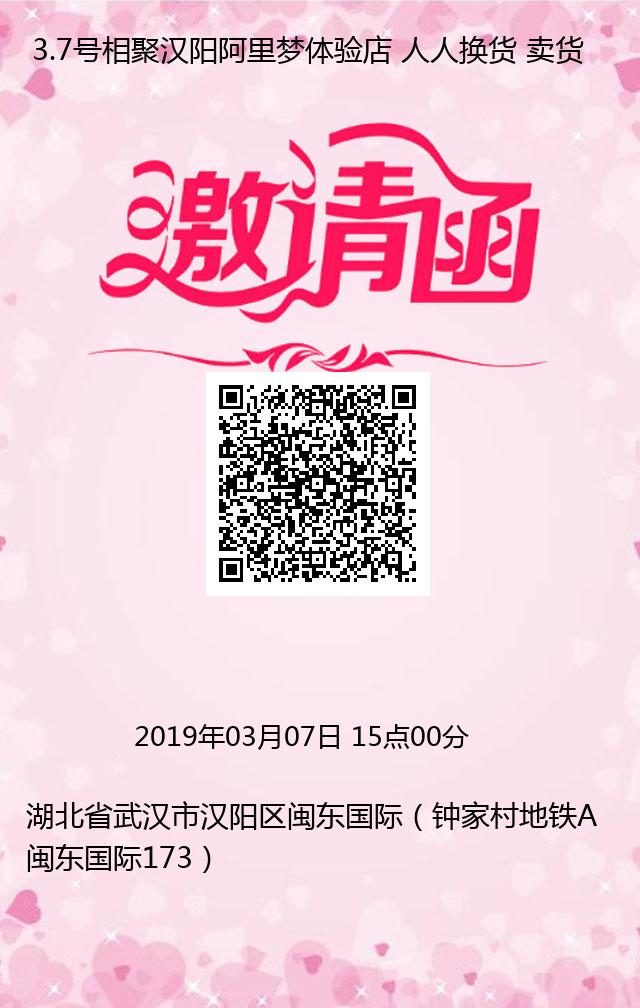 3.7号相聚汉阳阿里梦体验店 人人换货 卖货
邀请函
2019年03月07日 15点00分
湖北省武汉市汉阳区闽东国际（钟家村地铁A
闽东国际173）